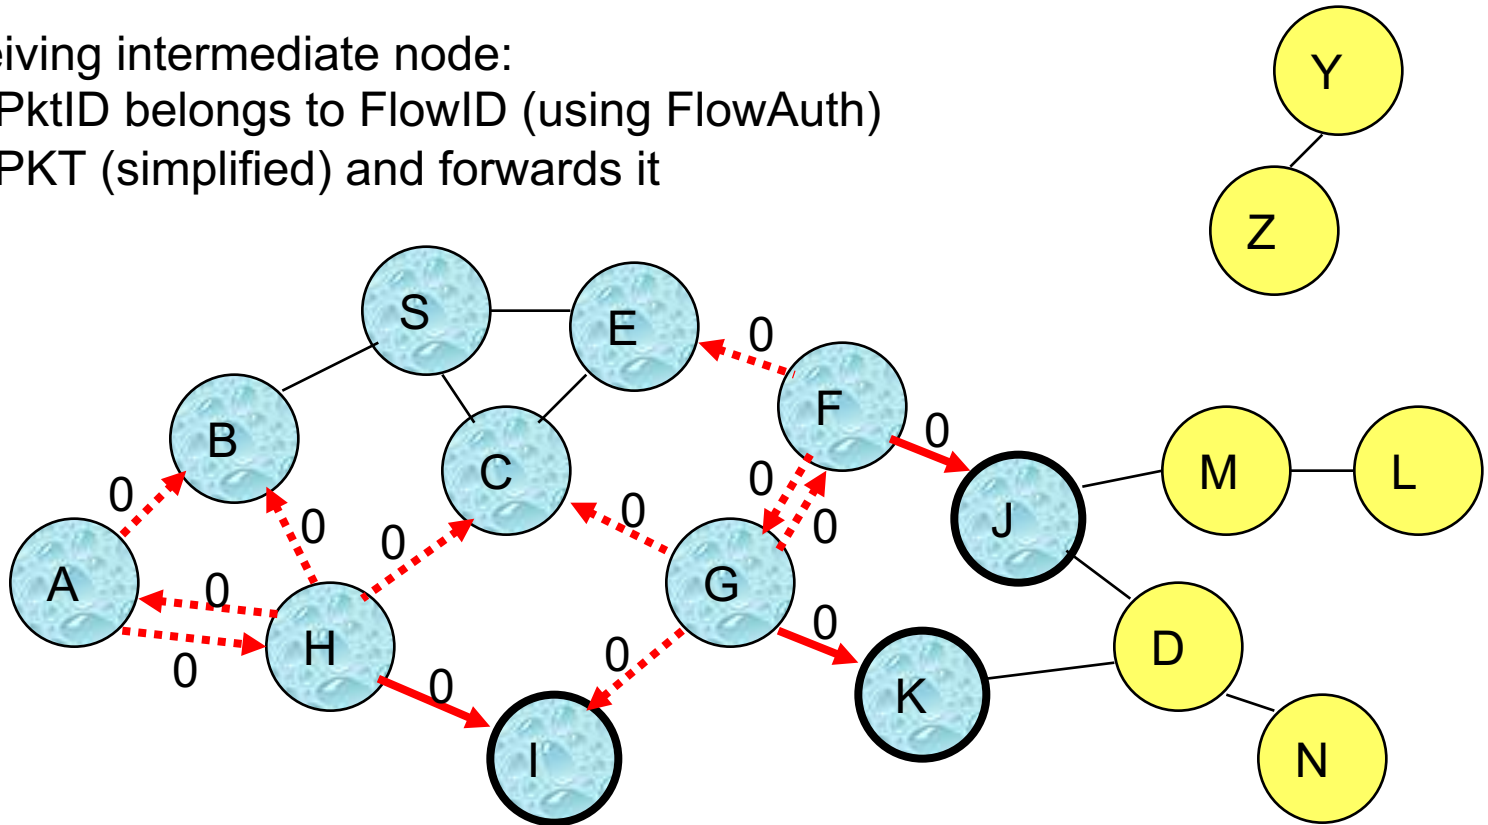 eiving intermediate node:
PktID belongs to FlowID (using FlowAuth)
PKT (simplified) and forwards it
Y
Z
S
E
0
F
0
B
C
M
L
0
0
0
J
0
0
0
0
A
0
H
G
0
0
D
0
0
K
I
N